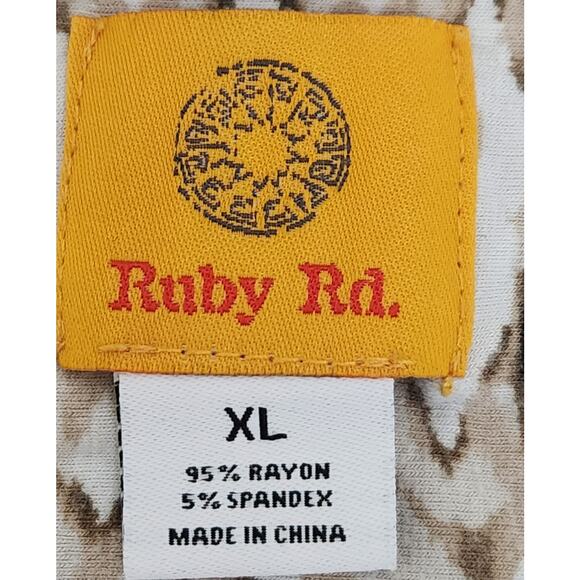 Ruby Rd.
XL
95% RAYON
5% SPANDEX
MADE IN CHINA